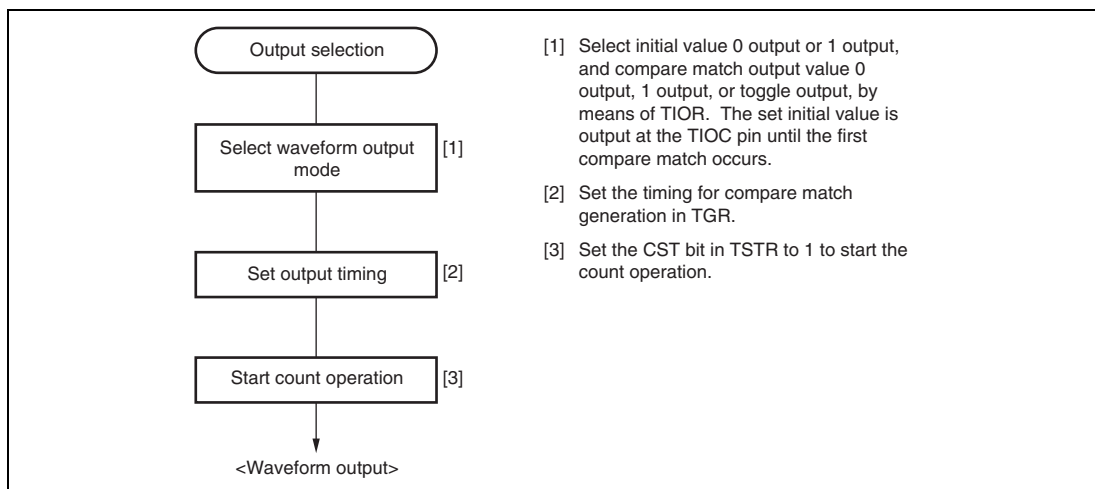 Output selection
Select waveform output
mode
[1]
Set output timing
[2]
Start count operation
[3]
<Waveform output>
[1] Select initial value 0 output or 1 output,
and compare match output value 0
output, 1 output, or toggle output, by
means of TIOR. The set initial value is
output at the TIOC pin until the first
compare match occurs.
[2] Set the timing for compare match
generation in TGR.
[3] Set the CST bit in TSTR to 1 to start the
count operation.